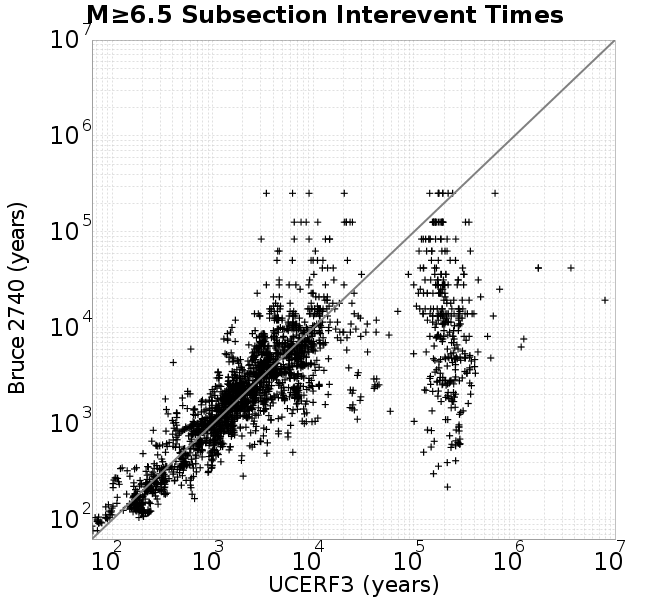 M≥6.5 Subsection Interevent Times
Bruce 2740 (years)
10^7
10^6
10^5
10^4
10^3
10^2
10^2 10^3 10^4 10^5 10^6 10^7
UCERF3 (years)